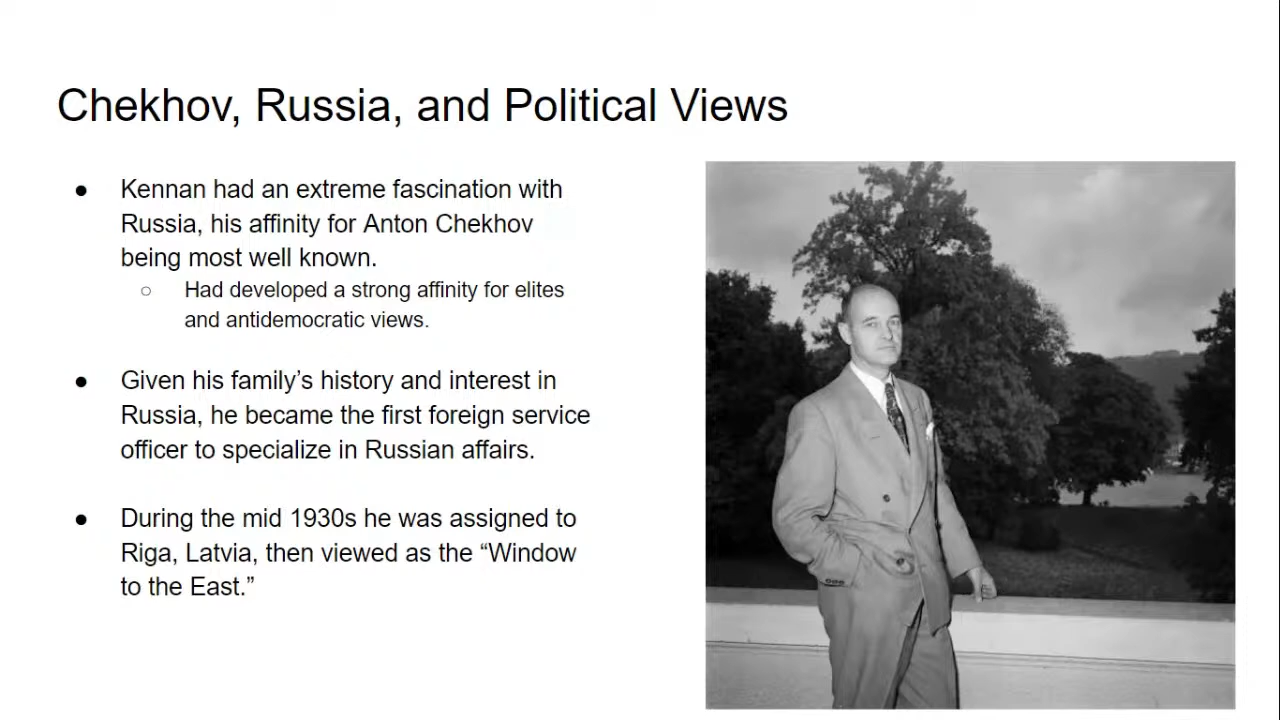 Chekhov, Russia, and Political Views
● Kennan had an extreme fascination with
Russia, his affinity for Anton Chekhov
being most well known.
○ Had developed a strong affinity for elites
and antidemocratic views.
● Given his family’s history and interest in
Russia, he became the first foreign service
officer to specialize in Russian affairs.
● During the mid 1930s he was assigned to
Riga, Latvia, then viewed as the “Window
to the East.”